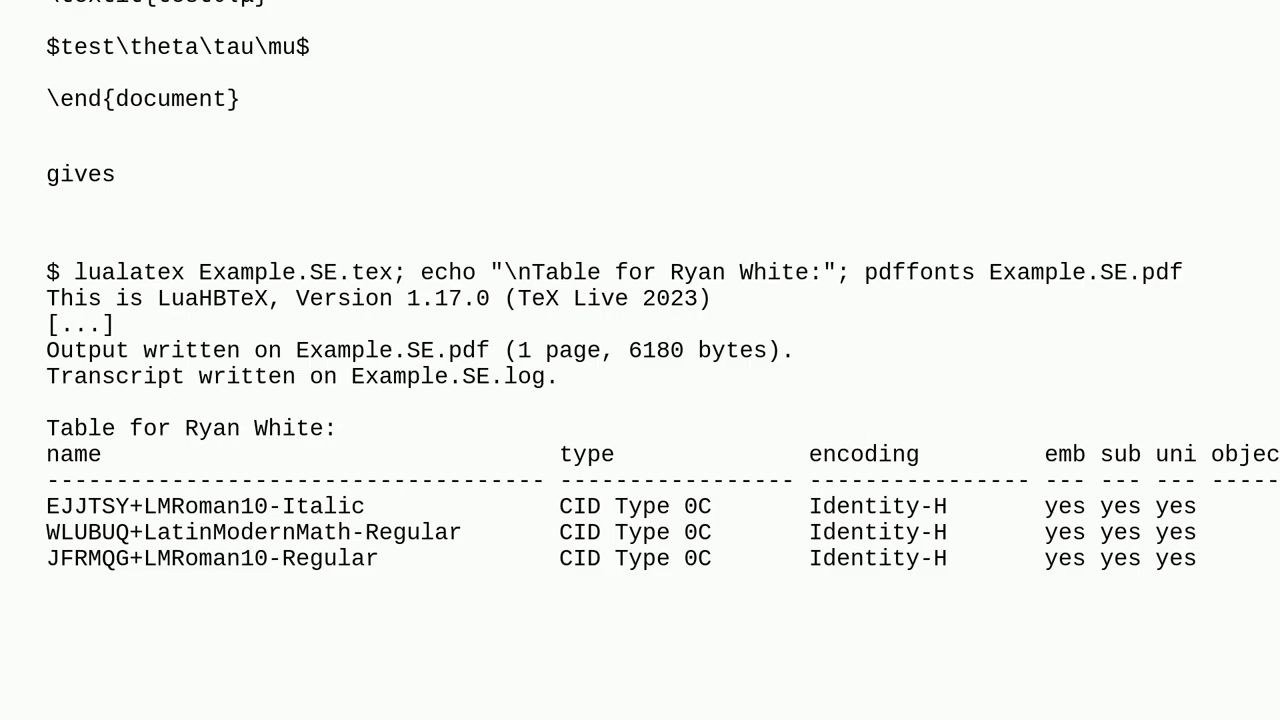 $test\theta\tau\mu$
\end{document}
gives
$ lualatex Example.SE.tex; echo "\nTable for Ryan White:"; pdffonts Example.SE.pdf
This is LuaHBTeX, Version 1.17.0 (TeX Live 2023)
[...]
Output written on Example.SE.pdf (1 page, 6180 bytes).
Transcript written on Example.SE.log.
Table for Ryan White:
name type encoding emb sub uni objec
------------------------------------ ----------------- ---------------- --- --- --- -----
EJJTSY+LMRoman10-Italic CID Type 0C Identity-H yes yes yes
WLUBUQ+LatinModernMath-Regular CID Type 0C Identity-H yes yes yes
JFRMQG+LMRoman10-Regular CID Type 0C Identity-H yes yes yes